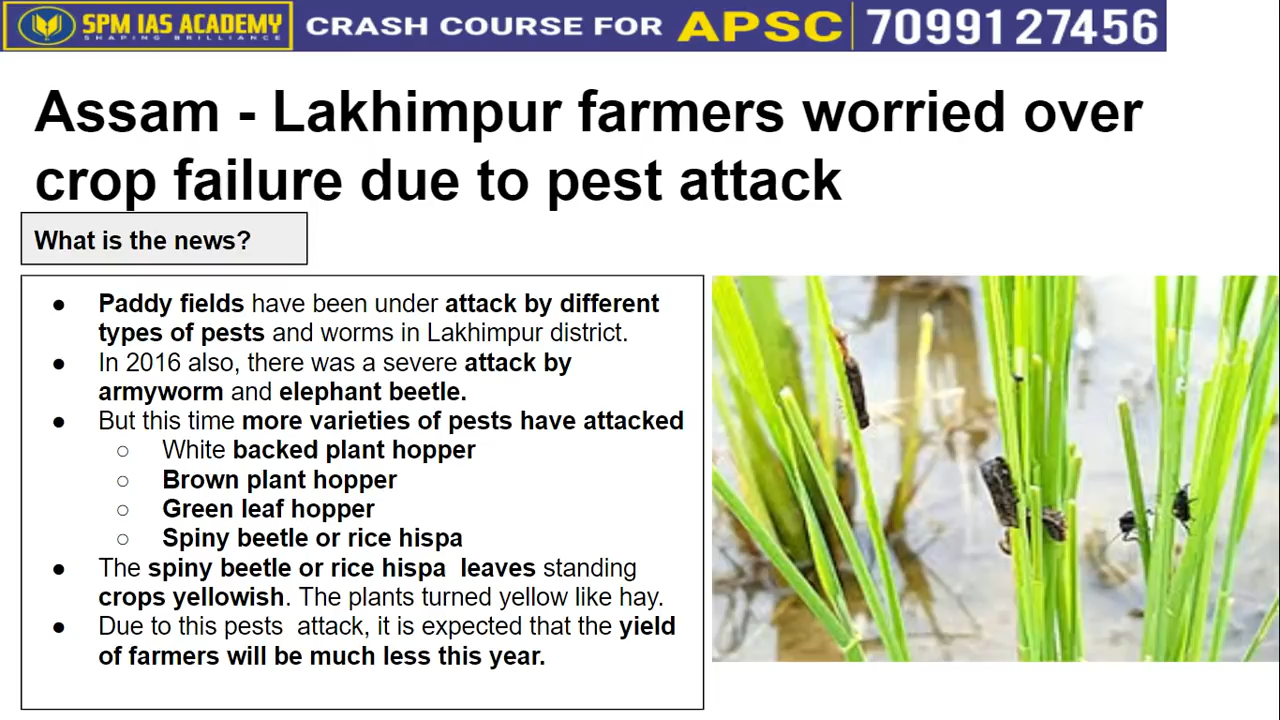 SPM IAS ACADEMY
SHAPING BRILLIANCE
CRASH COURSE FOR APSC 70991 27456
Assam - Lakhimpur farmers worried over
crop failure due to pest attack
What is the news?
● Paddy fields have been under attack by different
types of pests and worms in Lakhimpur district.
● In 2016 also, there was a severe attack by
armyworm and elephant beetle.
● But this time more varieties of pests have attacked
○ White backed plant hopper
○ Brown plant hopper
○ Green leaf hopper
○ Spiny beetle or rice hispa
● The spiny beetle or rice hispa leaves standing
crops yellowish. The plants turned yellow like hay.
● Due to this pests attack, it is expected that the yield
of farmers will be much less this year.